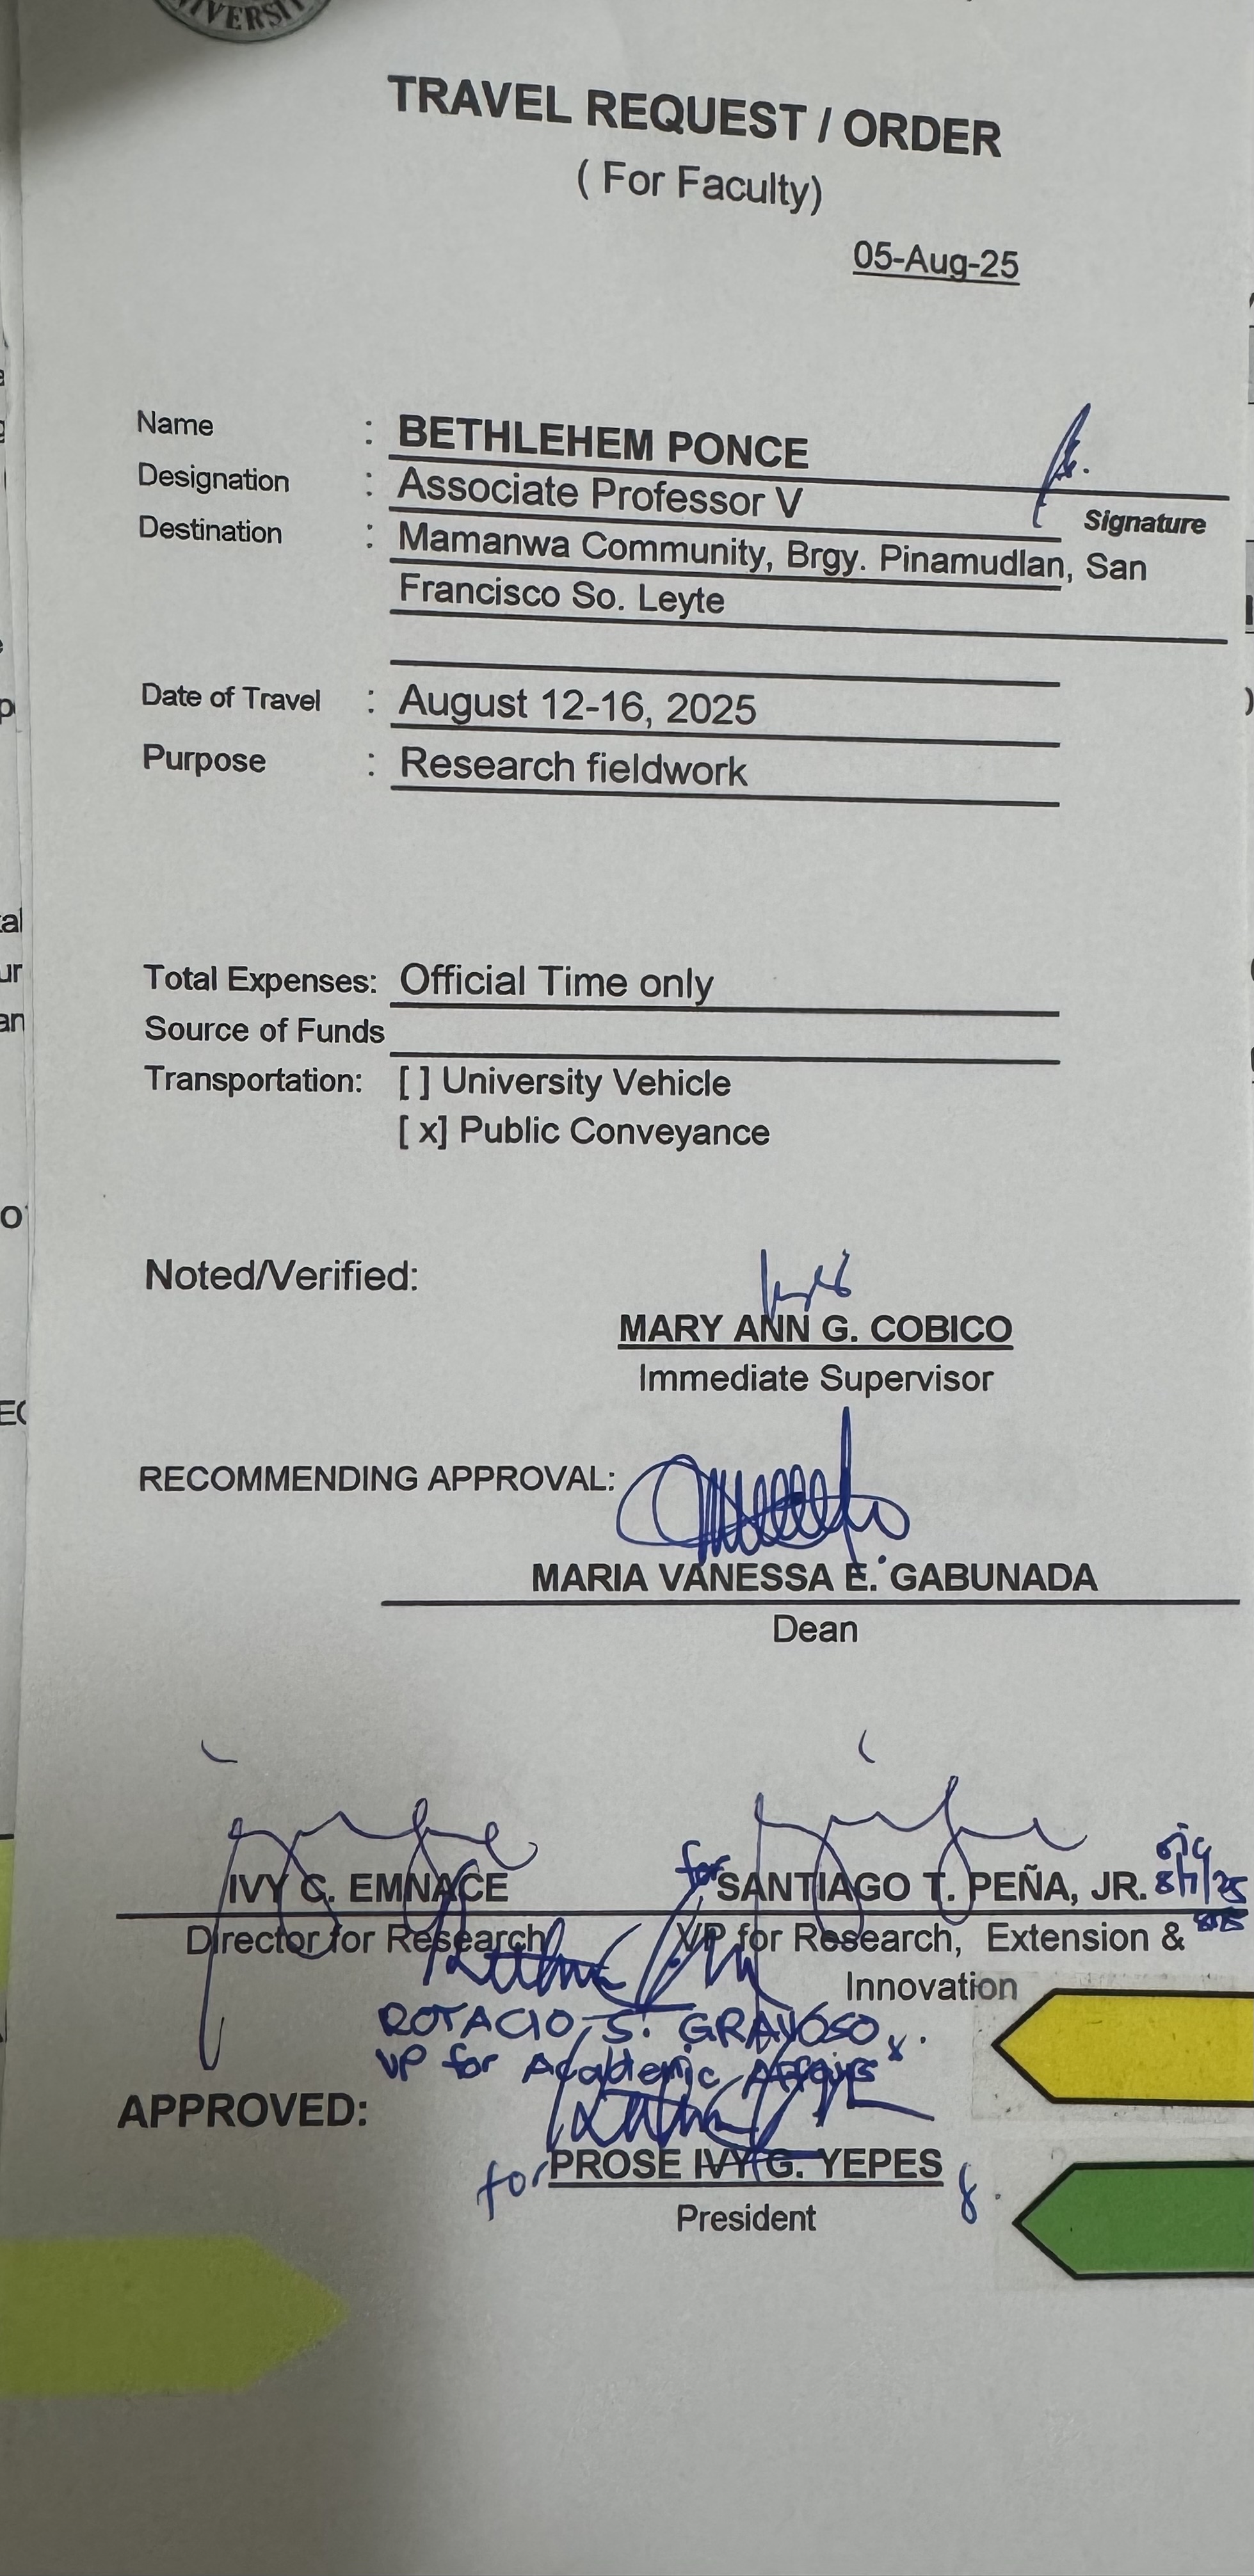 TRAVEL REQUEST / ORDER
( For Faculty)
05-Aug-25
Name : BETHLEHEM PONCE
Signature
Designation : Associate Professor V
Destination : Mamanwa Community, Brgy. Pinamudlan, San
Francisco So. Leyte
Date of Travel : August 12-16, 2025
Purpose : Research fieldwork
Total Expenses: Official Time only
Source of Funds
Transportation: [ ] University Vehicle
[ x] Public Conveyance
Noted/Verified:
MARY ANN G. COBICO
Immediate Supervisor
RECOMMENDING APPROVAL:
MARIA VANESSA E. GABUNADA
Dean
IVY C. EMNACE for SANTIAGO T. PEÑA, JR.
Director for Research VP for Research, Extension &
Innovation
ROTACIO S. GRAVOSO
VP for Academic Affairs
APPROVED:
for PROSE IVY G. YEPES
President